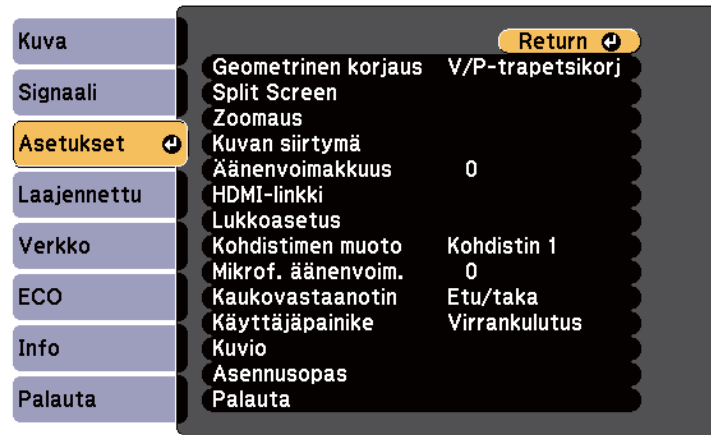 Kuva
Signaali
Asetukset
Laajennettu
Verkko
ECO
Info
Palauta
Return
Geometrinen korjaus V/P-trapetsikorj
Split Screen
Zoomaus
Kuvan siirtymä
Äänenvoimakkuus 0
HDMI-linkki
Lukkoasetus
Kohdistimen muoto Kohdistin 1
Mikrof. äänenvoim. 0
Kaukovastaanotin Etu/taka
Käyttäjäpainike Virrankulutus
Kuvio
Asennusopas
Palauta